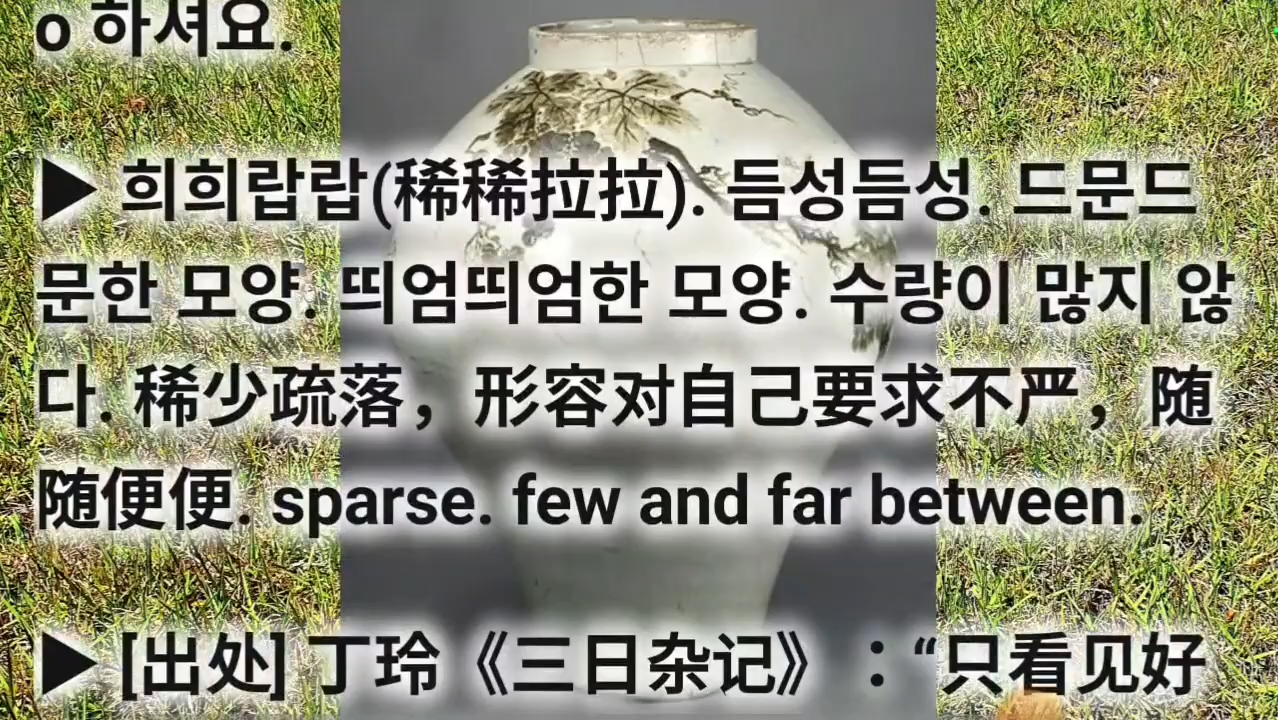 o 하셔요.
▶ 희희랍랍(稀稀拉拉). 듬성듬성. 드문드
문한 모양. 띄엄띄엄한 모양. 수량이 많지 않
다. 稀少疏落，形容对自己要求不严，随
随便便. sparse. few and far between.
▶ [出处] 丁玲《三日杂记》：“只看见好